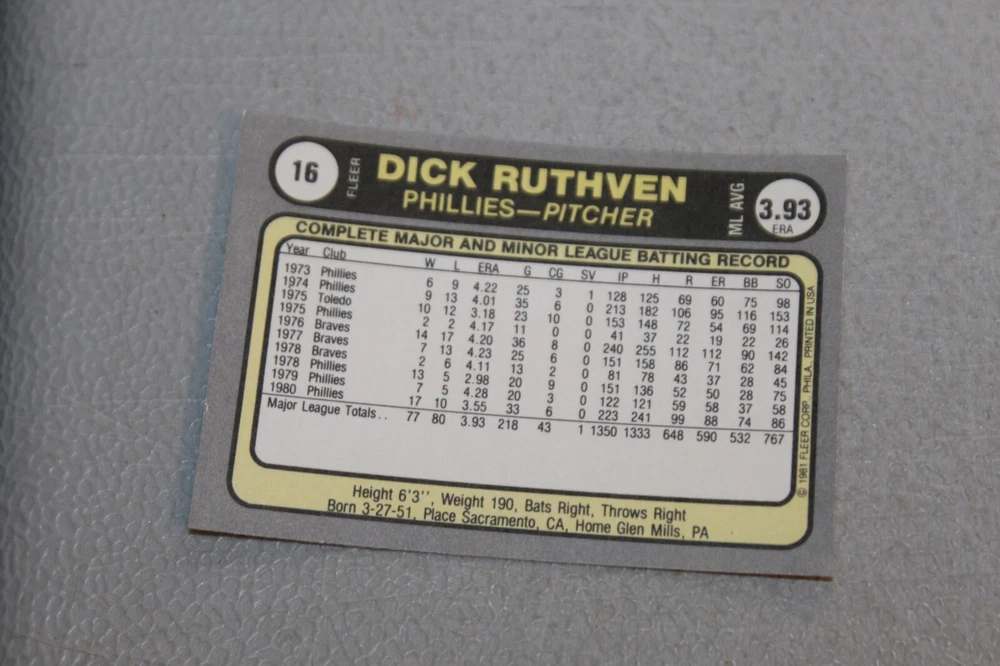 16 FLEER DICK RUTHVEN ML AVG. 3.93
PHILLIES—PITCHER ERA
COMPLETE MAJOR AND MINOR LEAGUE BATTING RECORD
Year Club W L ERA G CG SV IP H R ER BB SO
1973 Phillies 6 9 4.22 25 3 1 128 125 69 60 75 98
1974 Phillies 9 13 4.01 35 6 0 213 182 106 95 116 153
1975 Toledo 10 12 3.18 23 10 0 153 148 72 54 69 114
1975 Phillies 2 2 4.17 11 0 0 41 37 22 19 22 26
1976 Braves 14 17 4.20 36 8 0 240 255 112 112 90 142
1977 Braves 7 13 4.23 25 6 0 151 158 86 71 62 84
1978 Braves 2 6 4.11 13 2 0 81 78 43 37 28 45
1978 Phillies 13 5 2.98 20 9 0 151 136 52 50 28 75
1979 Phillies 7 5 4.28 20 3 0 122 121 59 58 37 58
1980 Phillies 17 10 3.55 33 6 0 223 241 99 88 74 86
Major League Totals.. 77 80 3.93 218 43 1 1350 1333 648 590 532 767
Height 6'3'', Weight 190, Bats Right, Throws Right
Born 3-27-51, Place Sacramento, CA, Home Glen Mills, PA
© 1981 FLEER CORP., PHILA. PRINTED IN USA